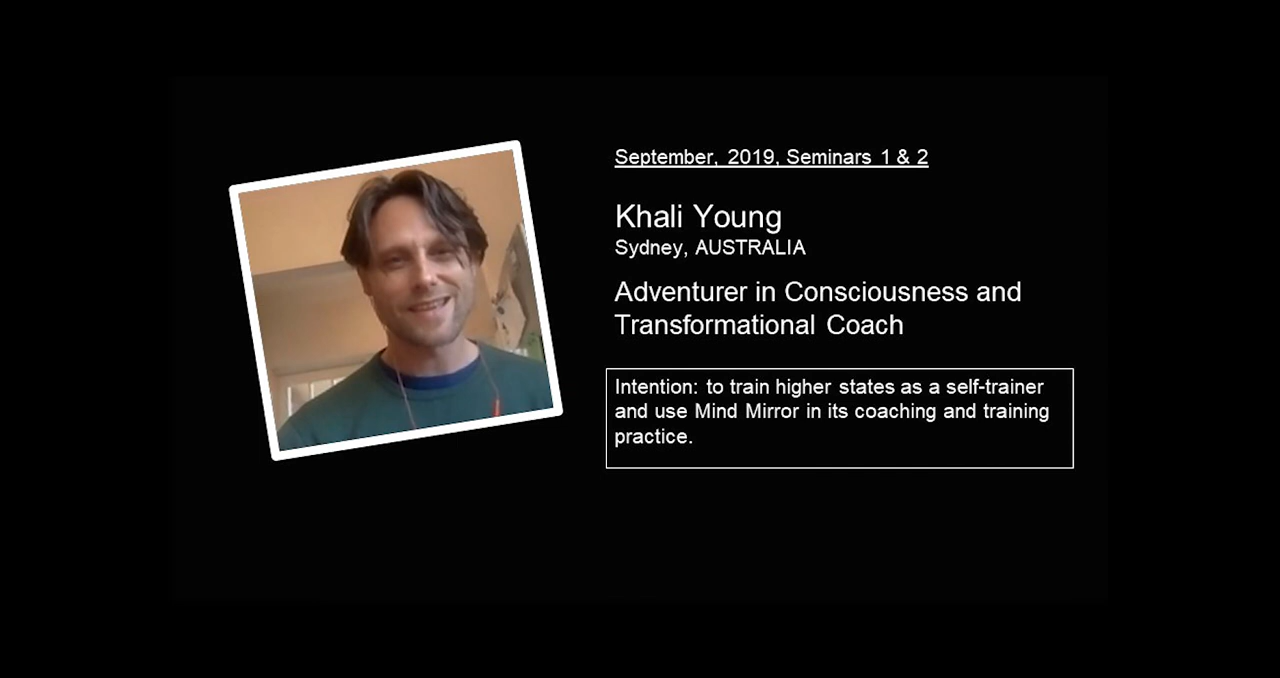 September, 2019, Seminars 1 & 2
Khali Young
Sydney, AUSTRALIA
Adventurer in Consciousness and
Transformational Coach
Intention: to train higher states as a self-trainer
and use Mind Mirror in its coaching and training
practice.